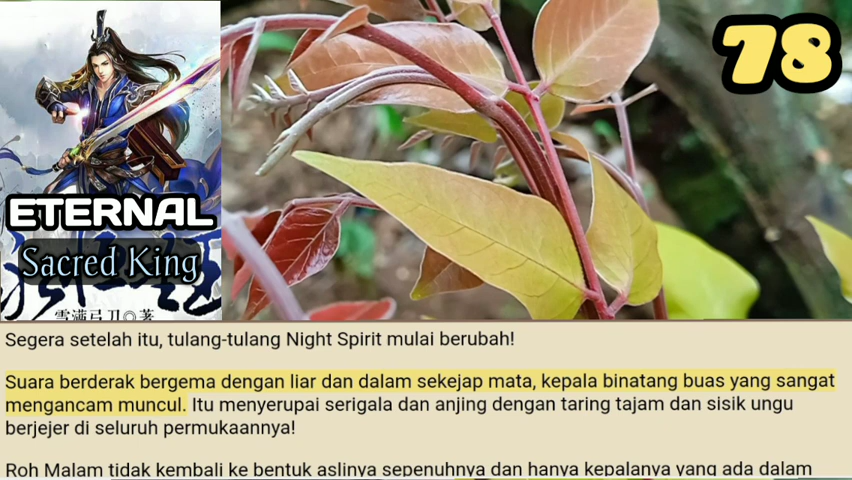 78
ETERNAL
Sacred King
雪满弓刀◎著
Segera setelah itu, tulang-tulang Night Spirit mulai berubah!
Suara berderak bergema dengan liar dan dalam sekejap mata, kepala binatang buas yang sangat
mengancam muncul. Itu menyerupai serigala dan anjing dengan taring tajam dan sisik ungu
berjejer di seluruh permukaannya!
Roh Malam tidak kembali ke bentuk aslinya sepenuhnya dan hanya kepalanya yang ada dalam